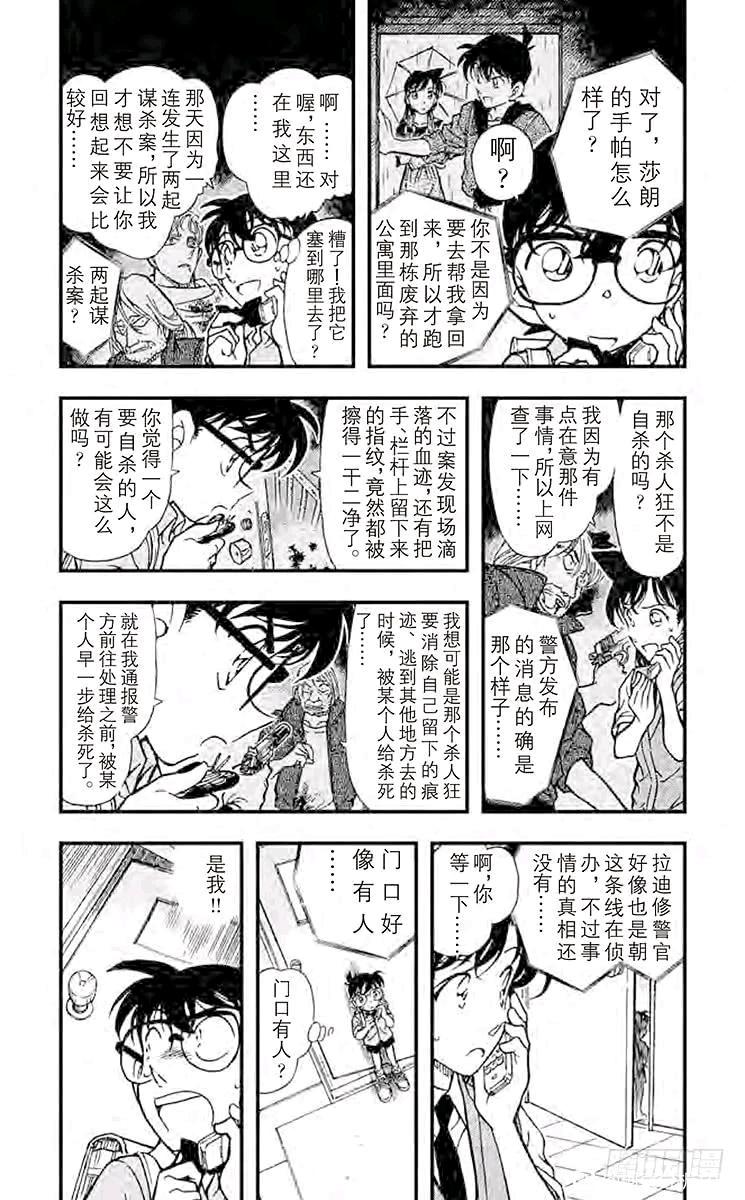 对了，莎朗
的手帕怎么
样了？
啊？
你不是因为
要去帮我拿回
来，所以才跑
到那栋废弃的
公寓里面吗？
啊……对
喔，东西还
在我这里
……
糟了！我把它
塞到哪里去了？
那天因为一
连发生了两起
谋杀案，所以我
才想不要让你
回想起来会比
较好……
两起谋
杀案？
那个杀人狂不是
自杀的吗？
我因为有
点在意那件
事情，所以上网
查了一下……
警方发布
的消息的确是
那个样子……
不过案发现场滴
落的血迹，还有把
手、栏杆上留下来
的指纹，竟然都被
擦得一干二净了。
你觉得一个
要自杀的人，
有可能会这么
做吗？
我想可能是那个杀人狂
要消除自己留下的痕
迹、逃到其他地方去的
时候，被某个人给杀死
了……
就在我通报警
方前往处理之前，被某
个人早一步给杀死了。
拉迪修警官
好像也是朝
这条线在侦
办，不过事
情的真相还
没有……
啊，你
等一下……
门口好
像有人
……
门口有人？
是我!!